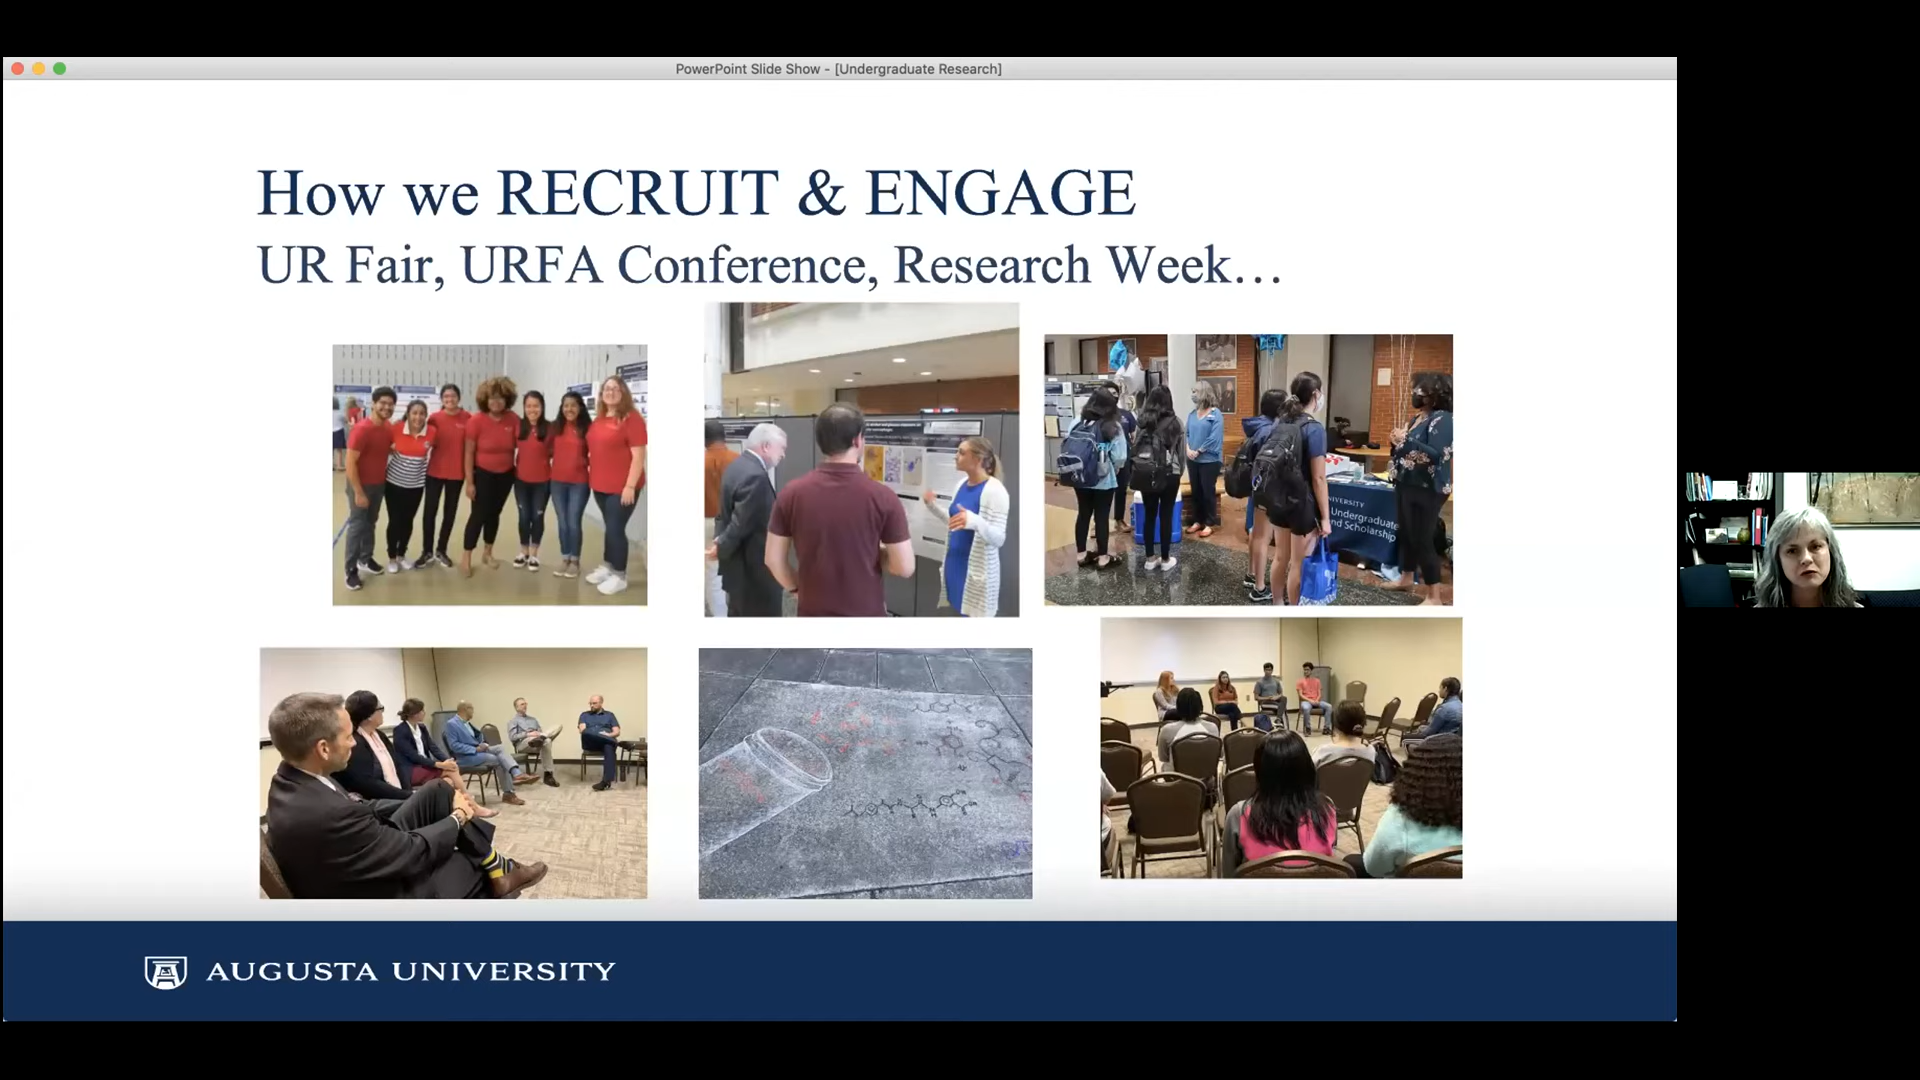 PowerPoint Slide Show - [Undergraduate Research]
How we RECRUIT & ENGAGE
UR Fair, URFA Conference, Research Week…
Undergraduate
Scholarship
AUGUSTA UNIVERSITY